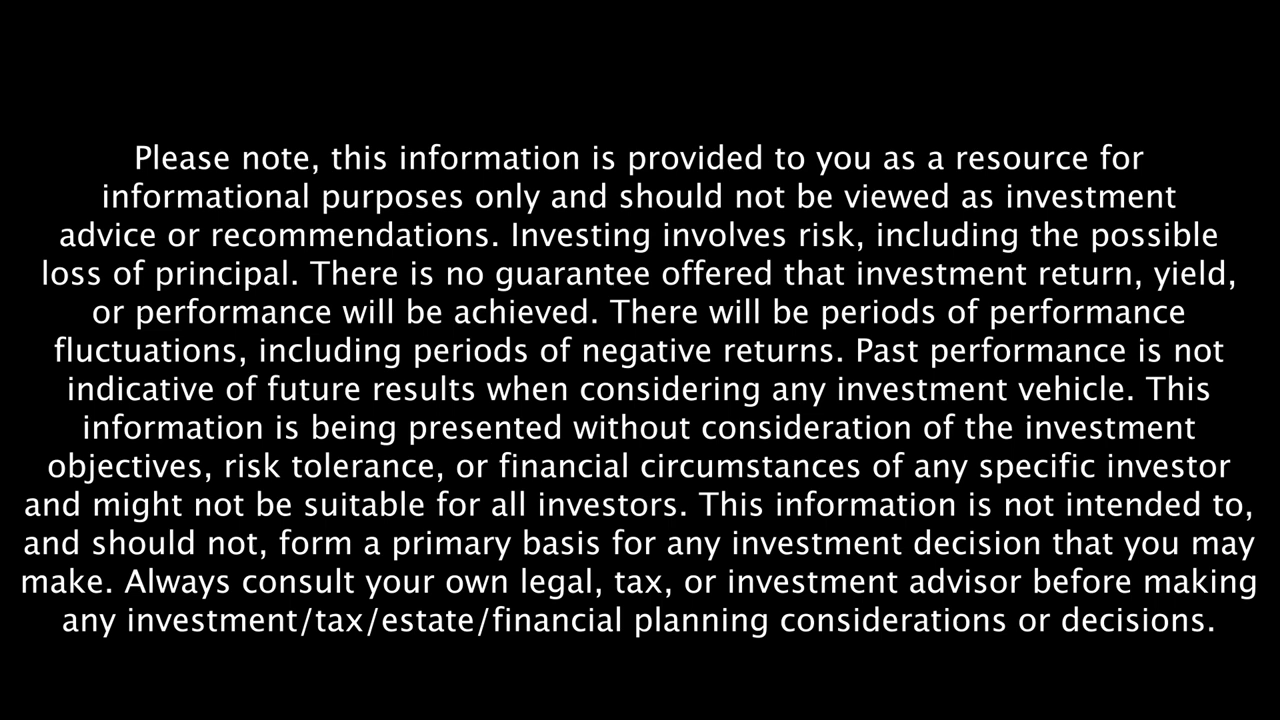 Please note, this information is provided to you as a resource for
informational purposes only and should not be viewed as investment
advice or recommendations. Investing involves risk, including the possible
loss of principal. There is no guarantee offered that investment return, yield,
or performance will be achieved. There will be periods of performance
fluctuations, including periods of negative returns. Past performance is not
indicative of future results when considering any investment vehicle. This
information is being presented without consideration of the investment
objectives, risk tolerance, or financial circumstances of any specific investor
and might not be suitable for all investors. This information is not intended to,
and should not, form a primary basis for any investment decision that you may
make. Always consult your own legal, tax, or investment advisor before making
any investment/tax/estate/financial planning considerations or decisions.